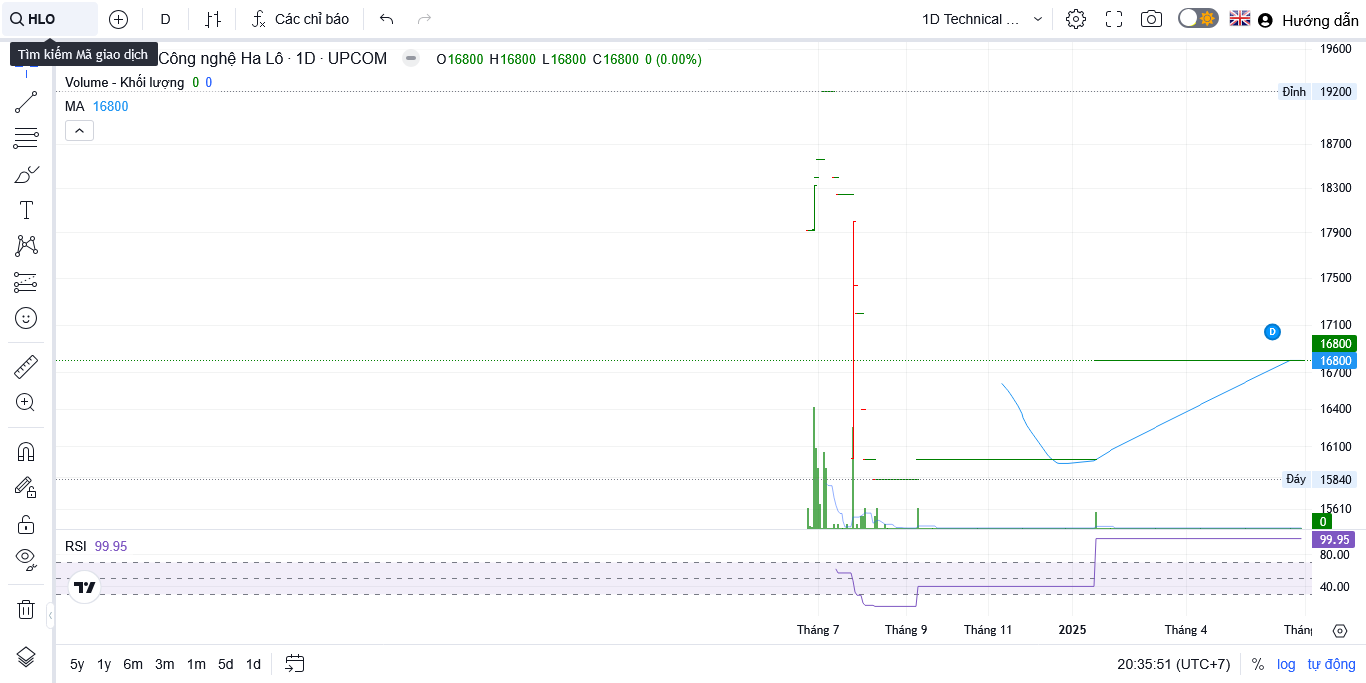 HLO
D
Các chỉ báo
1D Technical ...
Hướng dẫn
Tìm kiếm Mã giao dịch
Công nghệ Ha Lô · 1D · UPCOM
O16800 H16800 L16800 C16800 0 (0.00%)
Volume - Khối lượng 0 0
MA 16800
19600
Đỉnh 19200
18700
18300
17900
17500
17100
D
16800
16800
16700
16400
16100
Đáy 15840
15610
0
RSI 99.95
99.95
80.00
40.00
Tháng 7
Tháng 9
Tháng 11
2025
Tháng 4
5y 1y 6m 3m 1m 5d 1d
20:35:51 (UTC+7)
% log tự động